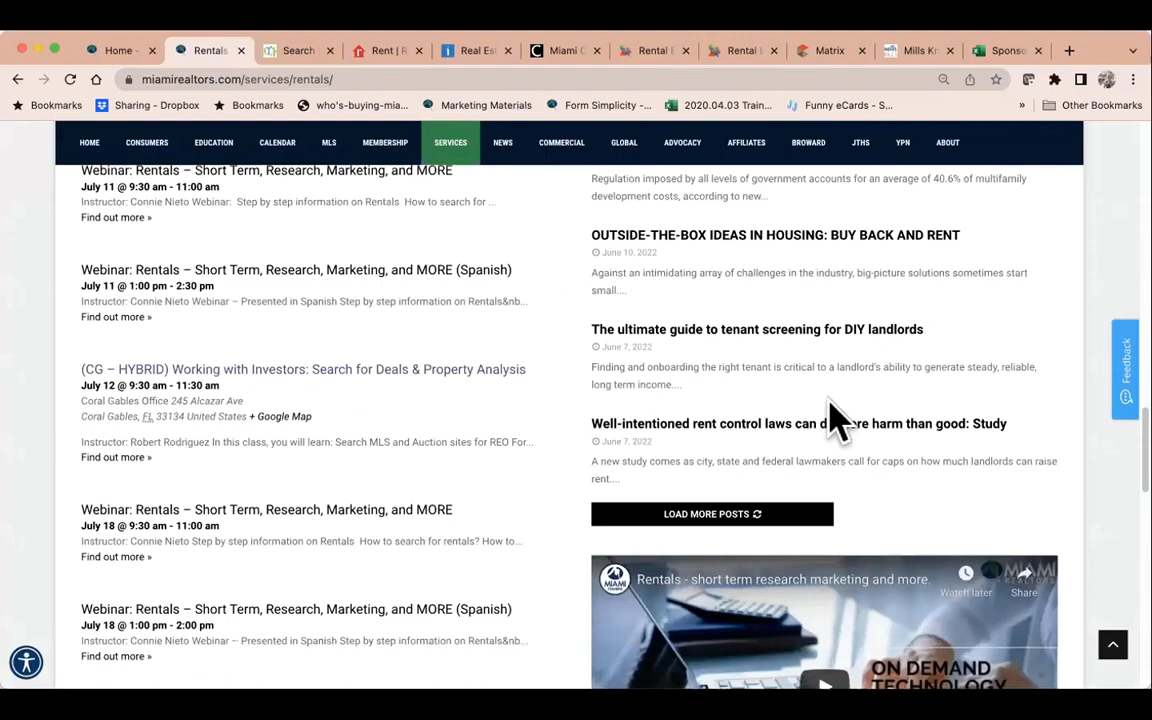 Home -
Rentals
Search
Rent | R
Real Es
Miami C
Rental E
Rental
Matrix
Mills Kr
Sponso
miamirealtors.com/services/rentals/
Bookmarks
Sharing - Dropbox
Bookmarks
who's-buying-mia...
Marketing Materials
Form Simplicity -...
2020.04.03 Train...
Funny eCards - S...
»
Other Bookmarks
HOME
CONSUMERS
EDUCATION
CALENDAR
MLS
MEMBERSHIP
SERVICES
NEWS
COMMERCIAL
GLOBAL
ADVOCACY
AFFILIATES
BROWARD
JTHS
YPN
ABOUT
Webinar: Rentals – Short Term, Research, Marketing, and MORE
July 11 @ 9:30 am - 11:00 am
Instructor: Connie Nieto Webinar: Step by step information on Rentals How to search for ...
Find out more »
Webinar: Rentals – Short Term, Research, Marketing, and MORE (Spanish)
July 11 @ 1:00 pm - 2:30 pm
Instructor: Connie Nieto Webinar – Presented in Spanish Step by step information on Rentals&nb...
Find out more »
(CG – HYBRID) Working with Investors: Search for Deals & Property Analysis
July 12 @ 9:30 am - 11:30 am
Coral Gables Office 245 Alcazar Ave
Coral Gables, FL 33134 United States + Google Map
Instructor: Robert Rodriguez In this class, you will learn: Search MLS and Auction sites for REO For...
Find out more »
Webinar: Rentals – Short Term, Research, Marketing, and MORE
July 18 @ 9:30 am - 11:00 am
Instructor: Connie Nieto Step by step information on Rentals How to search for rentals? How to...
Find out more »
Webinar: Rentals – Short Term, Research, Marketing, and MORE (Spanish)
July 18 @ 1:00 pm - 2:00 pm
Instructor: Connie Nieto Webinar – Presented in Spanish Step by step information on Rentals&nb...
Find out more »
Regulation imposed by all levels of government accounts for an average of 40.6% of multifamily
development costs, according to new...
OUTSIDE-THE-BOX IDEAS IN HOUSING: BUY BACK AND RENT
June 10, 2022
Against an intimidating array of challenges in the industry, big-picture solutions sometimes start
small....
The ultimate guide to tenant screening for DIY landlords
June 7, 2022
Finding and onboarding the right tenant is critical to a landlord's ability to generate steady, reliable,
long term income....
Well-intentioned rent control laws can harm than good: Study
June 7, 2022
A new study comes as city, state and federal lawmakers call for caps on how much landlords can raise
rent....
LOAD MORE POSTS
MIAMI
Rentals - short term research marketing and more.
Watch later
Share
ON DEMAND
TECHNOLOGY
Feedback